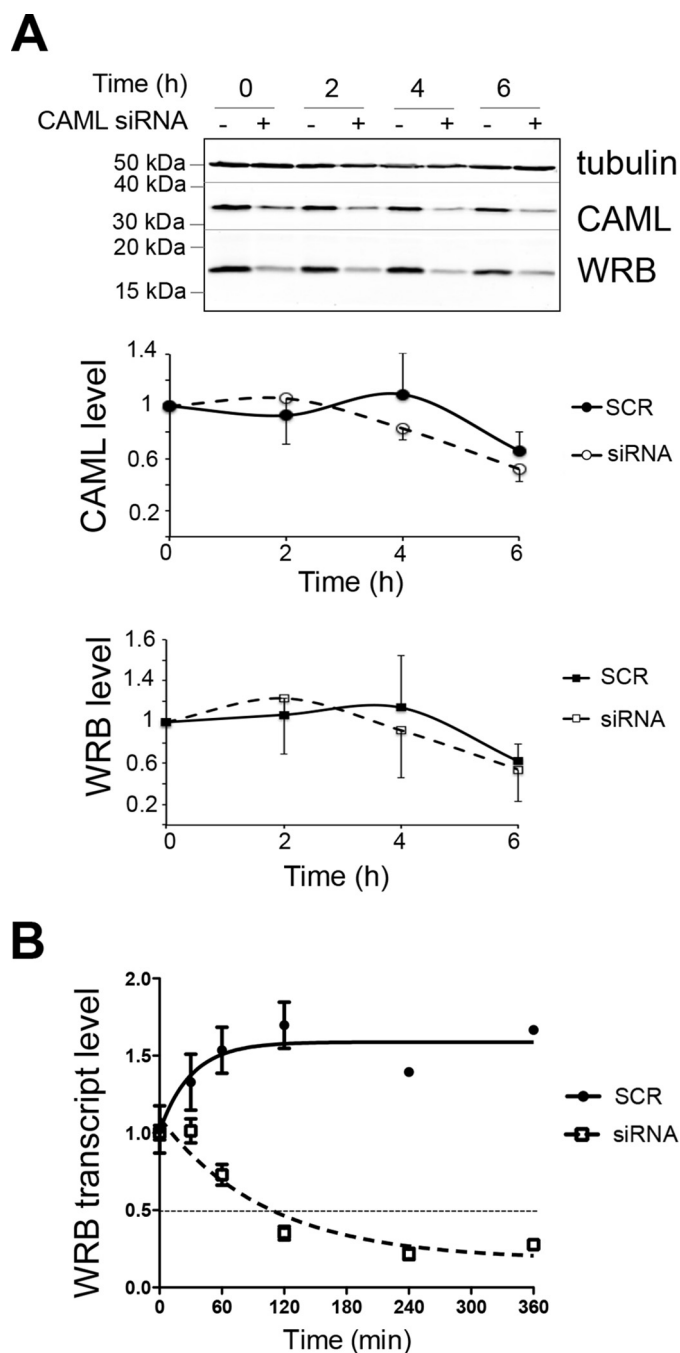 A
Time (h) 0 2 4 6
CAML siRNA - + - + - + - +
50 kDa tubulin
40 kDa
30 kDa CAML
20 kDa WRB
15 kDa
CAML level
1.4
1
0.6
0.2
0 2 4 6
Time (h)
SCR
siRNA
WRB level
1.6
1.4
1
0.6
0.2
0 2 4 6
Time (h)
SCR
siRNA
B
WRB transcript level
2.0
1.5
1.0
0.5
0.0
0 60 120 180 240 300 360
Time (min)
SCR
siRNA